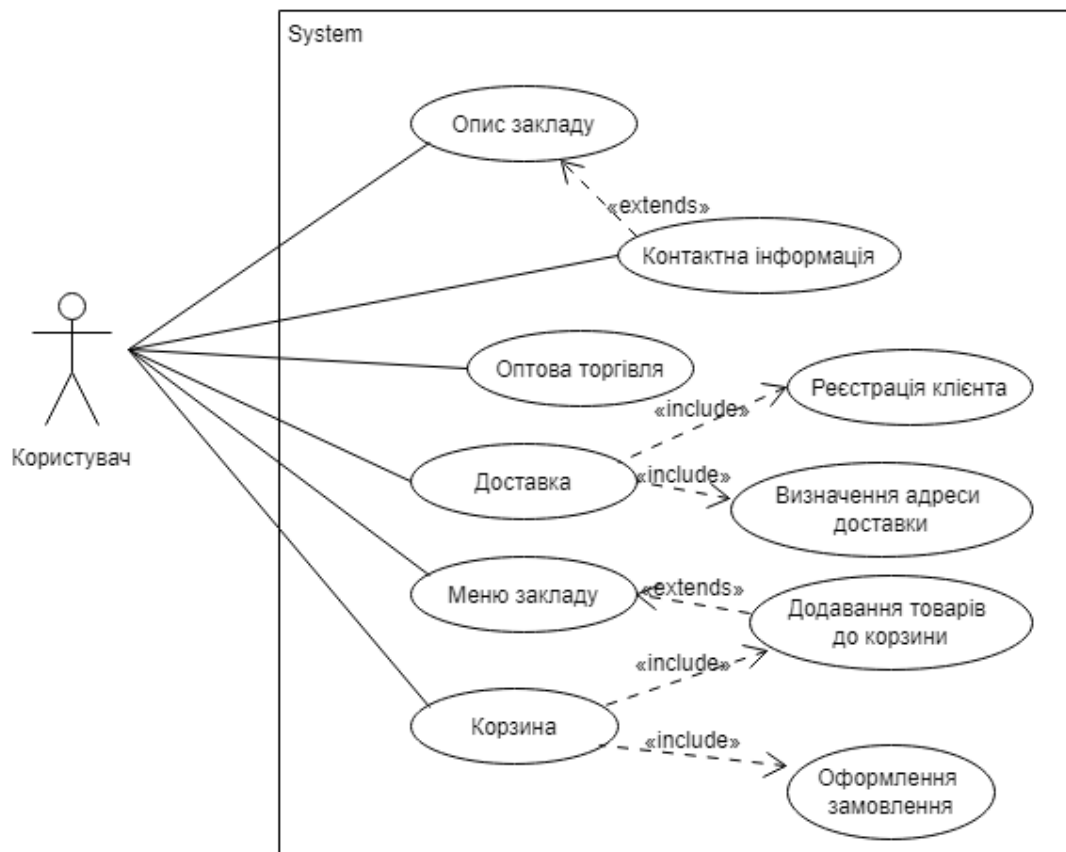 System
Опис закладу
«extends»
Контактна інформація
Оптова торгівля
Реєстрація клієнта
«include»
Користувач
Доставка
«include»
Визначення адреси
доставки
Меню закладу
«extends»
Додавання товарів
до корзини
«include»
Корзина
«include»
Оформлення
замовлення